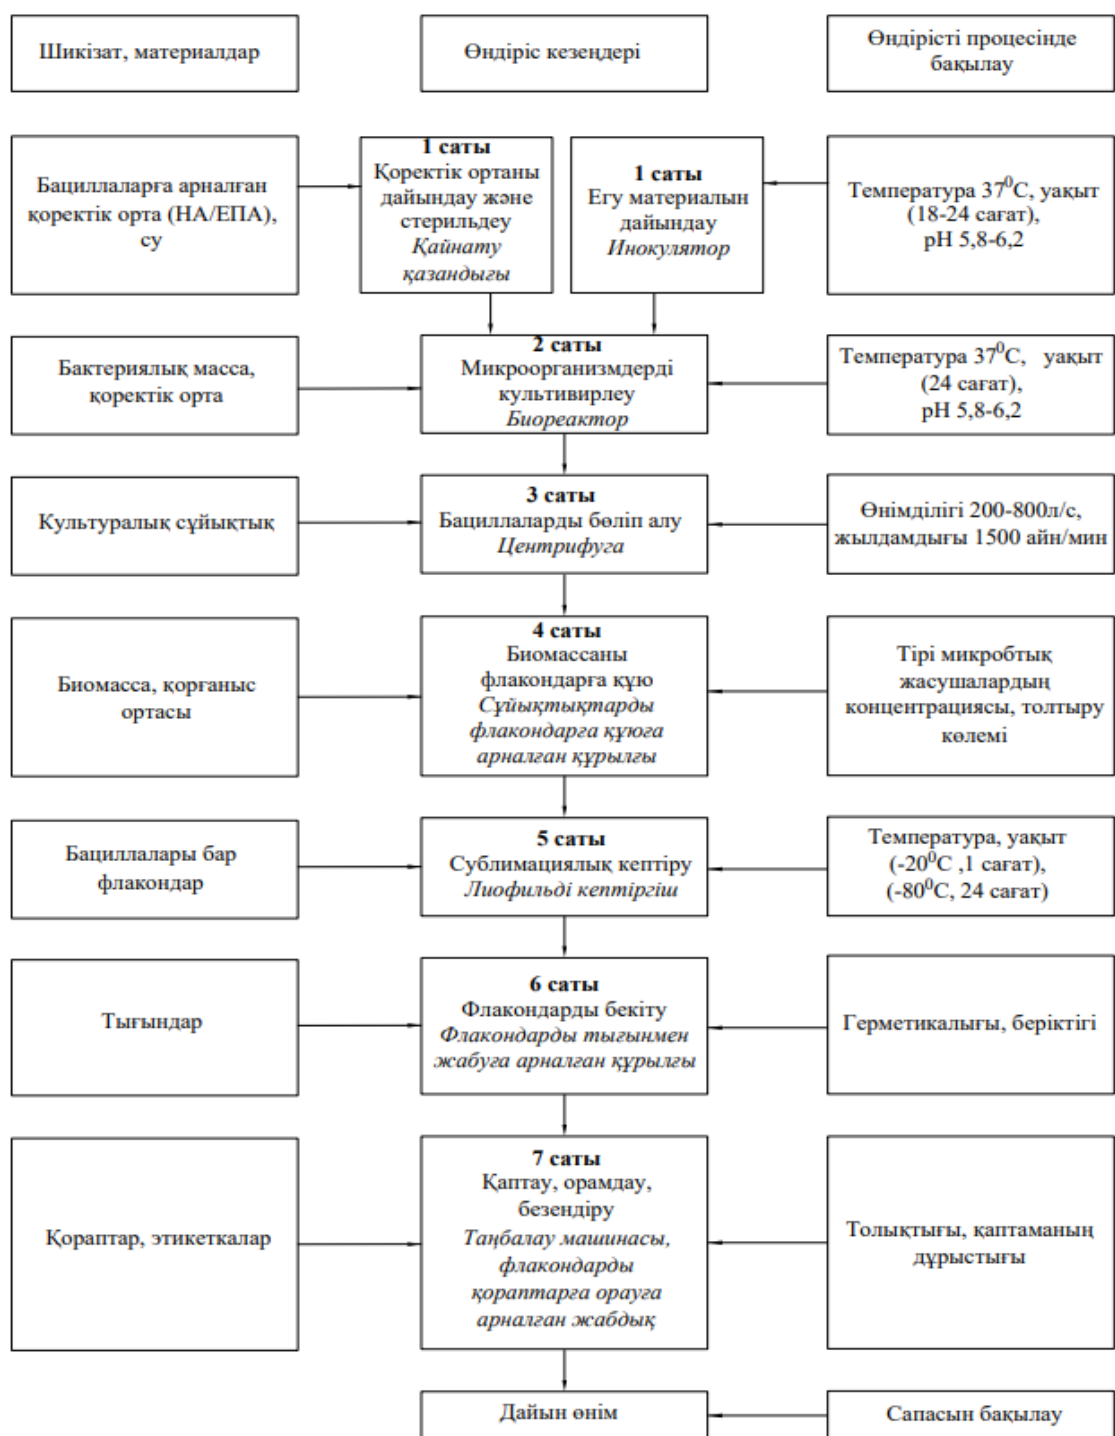 Шикізат, материалдар
Өндіріс кезеңдері
Өндірісті процесінде
бақылау
Бациллаларға арналған
қоректік орта (НА/ЕПА),
су
1 саты
Қоректік ортаны
дайындау және
стерильдеу
Қайнату
қазандығы
1 саты
Егу материалын
дайындау
Инокулятор
Температура 37⁰С, уақыт
(18-24 сағат),
рН 5,8-6,2
Бактериялық масса,
қоректік орта
2 саты
Микроорганизмдерді
культивирлеу
Биореактор
Температура 37⁰С, уақыт
(24 сағат),
рН 5,8-6,2
Культуралық сұйықтық
3 саты
Бациллаларды бөліп алу
Центрифуга
Өнімділігі 200-800л/с,
жылдамдығы 1500 айн/мин
Биомасса, қорғаныс
ортасы
4 саты
Биомассаны
флакондарға құю
Сұйықтықтарды
флакондарға құюға
арналған құрылғы
Тірі микробтық
жасушалардың
концентрациясы, толтыру
көлемі
Бациллалары бар
флакондар
5 саты
Сублимациялық кептіру
Лиофильді кептіргіш
Температура, уақыт
(-20⁰С ,1 сағат),
(-80⁰С, 24 сағат)
Тығындар
6 саты
Флакондарды бекіту
Флакондарды тығынмен
жабуға арналған құрылғы
Герметикалығы, беріктігі
Қораптар, этикеткалар
7 саты
Қаптау, орамдау,
безендіру
Таңбалау машинасы,
флакондарды
қораптарға орауға
арналған жабдық
Толықтығы, қаптаманың
дұрыстығы
Дайын өнім
Сапасын бақылау